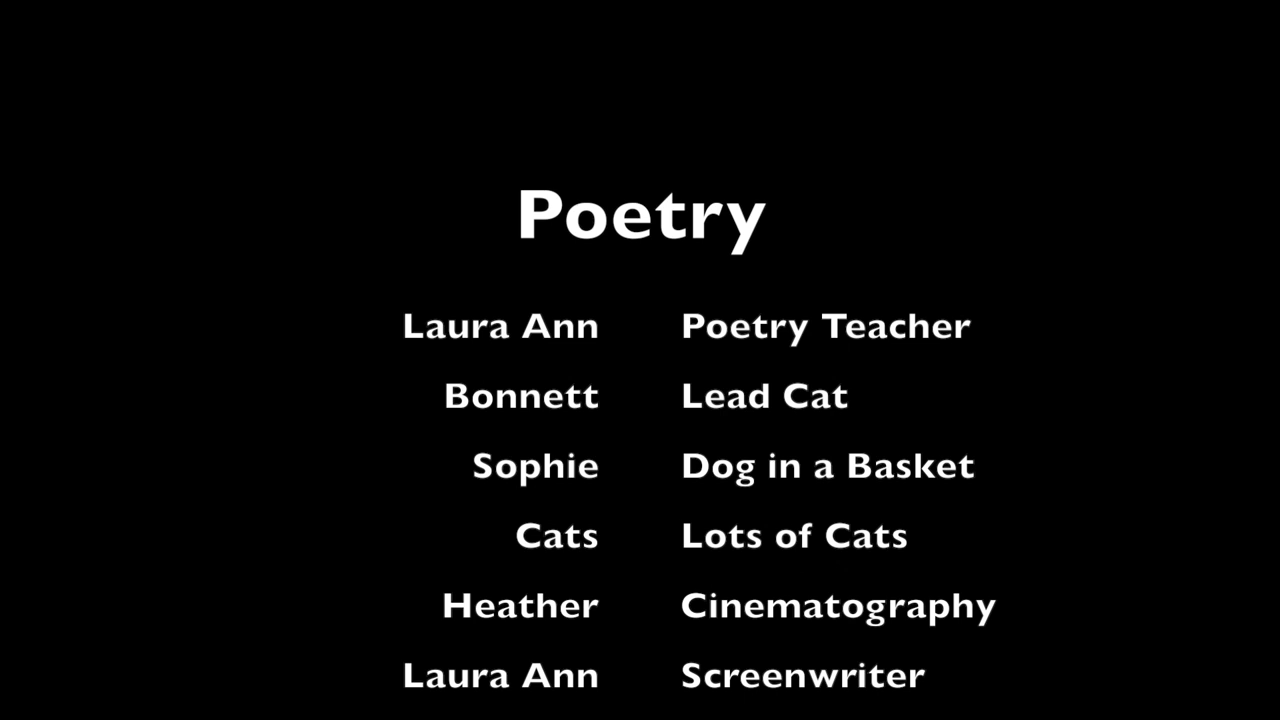 Poetry
Laura Ann Poetry Teacher
Bonnett Lead Cat
Sophie Dog in a Basket
Cats Lots of Cats
Heather Cinematography
Laura Ann Screenwriter